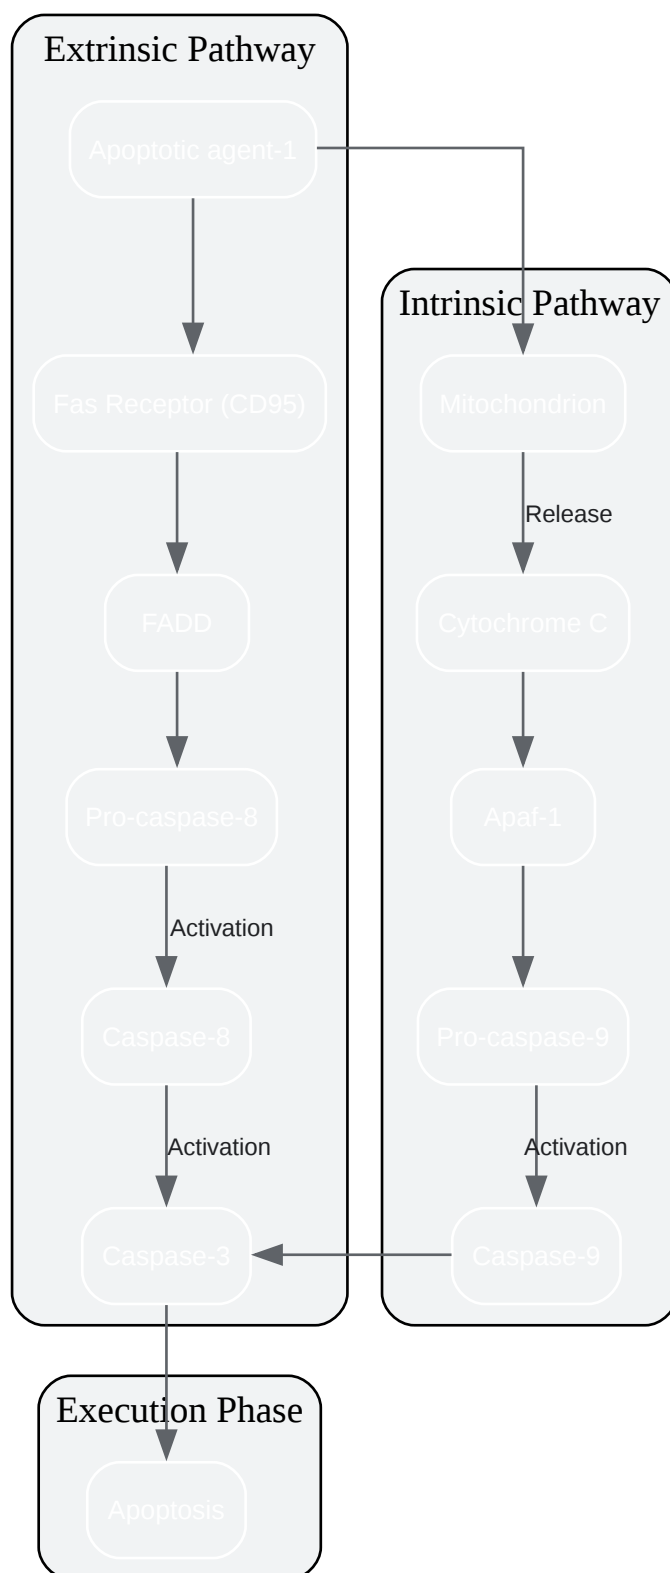 Extrinsic Pathway
Apoptotic agent-1
Intrinsic Pathway
Fas Receptor (CD95)
Mitochondrion
Release
FADD
Cytochrome C
Pro-caspase-8
Apaf-1
Activation
Caspase-8
Pro-caspase-9
Activation
Activation
Caspase-3
Caspase-9
Execution Phase
Apoptosis